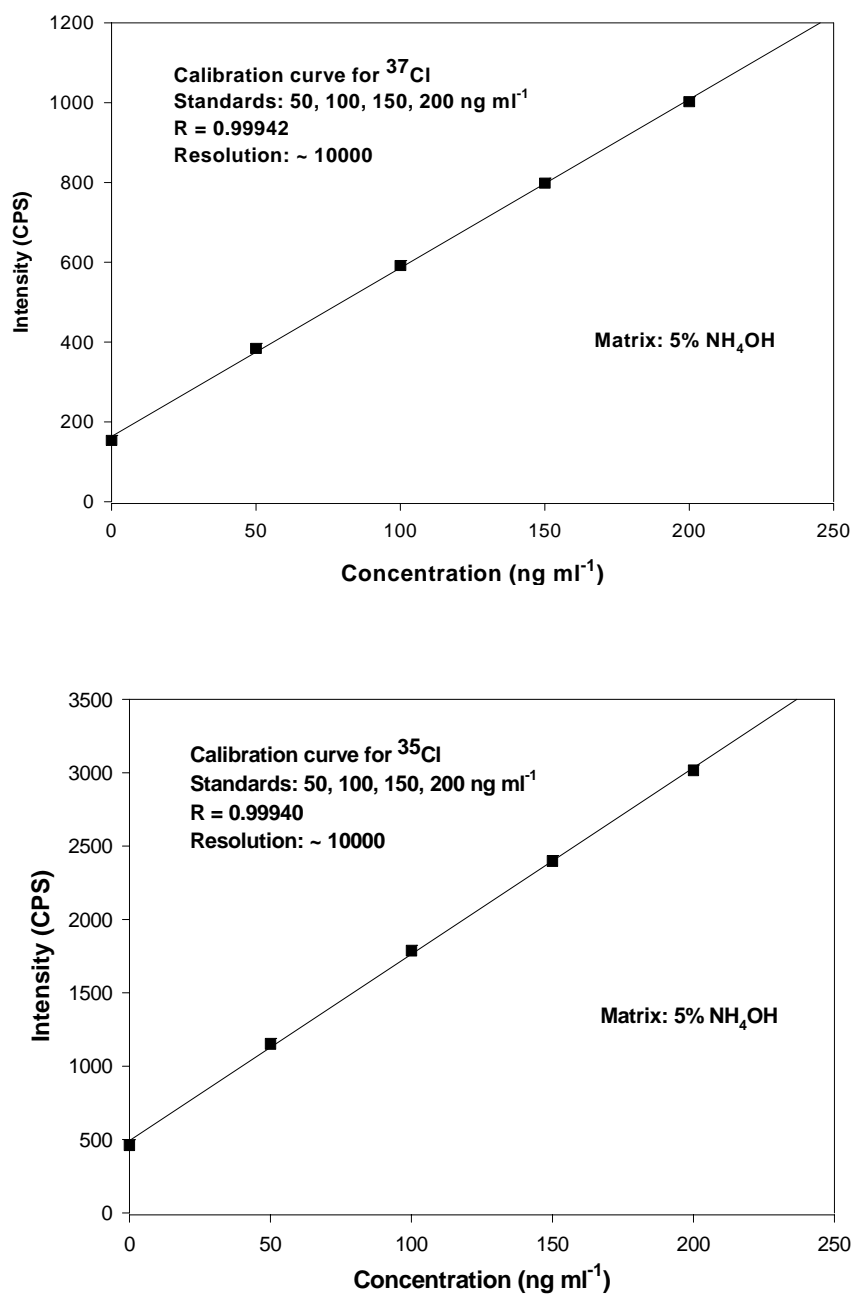 1200
1000
800
600
400
200
0
Intensity (CPS)
Calibration curve for ³⁷Cl
Standards: 50, 100, 150, 200 ng ml⁻¹
R = 0.99942
Resolution: ~ 10000
Matrix: 5% NH₄OH
0 50 100 150 200 250
Concentration (ng ml⁻¹)
3500
3000
2500
2000
1500
1000
500
0
Intensity (CPS)
Calibration curve for ³⁵Cl
Standards: 50, 100, 150, 200 ng ml⁻¹
R = 0.99940
Resolution: ~ 10000
Matrix: 5% NH₄OH
0 50 100 150 200 250
Concentration (ng ml⁻¹)